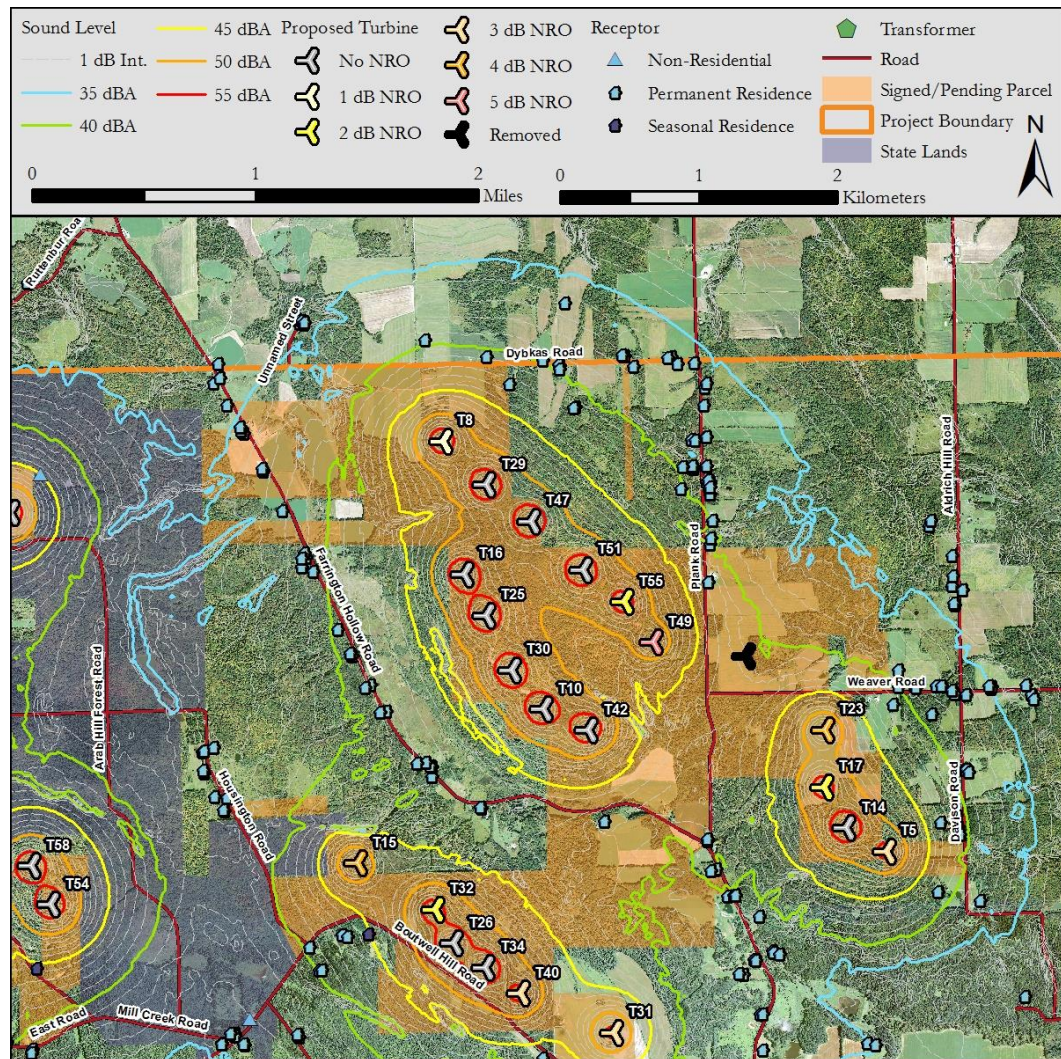 Sound Level
1 dB Int.
35 dBA
40 dBA
45 dBA
50 dBA
55 dBA
Proposed Turbine
No NRO
1 dB NRO
2 dB NRO
3 dB NRO
4 dB NRO
5 dB NRO
Removed
Receptor
Non-Residential
Permanent Residence
Seasonal Residence
Transformer
Road
Signed/Pending Parcel
Project Boundary
State Lands
N
0 1 2 Miles
0 1 2 Kilometers
Ruttenbur Roa
Unnamed Street
Dybkas Road
Aldrich Hill Road
T8
T29
T47
T16
T51
T55
T25
T49
Plank Road
Farrington Hollow Road
T30
T10
T42
Weaver Road
Arab Hill Forest Road
T23
T17
T14
T5
Davison Road
Housington Road
T58
T54
T15
T32
T26
T34
Boutwell Hill Road
T40
T31
East Road
Mill Creek Road